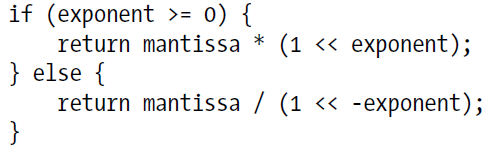 if (exponent >= 0) {
    return mantissa * (1 << exponent);
} else {
    return mantissa / (1 << -exponent);
}